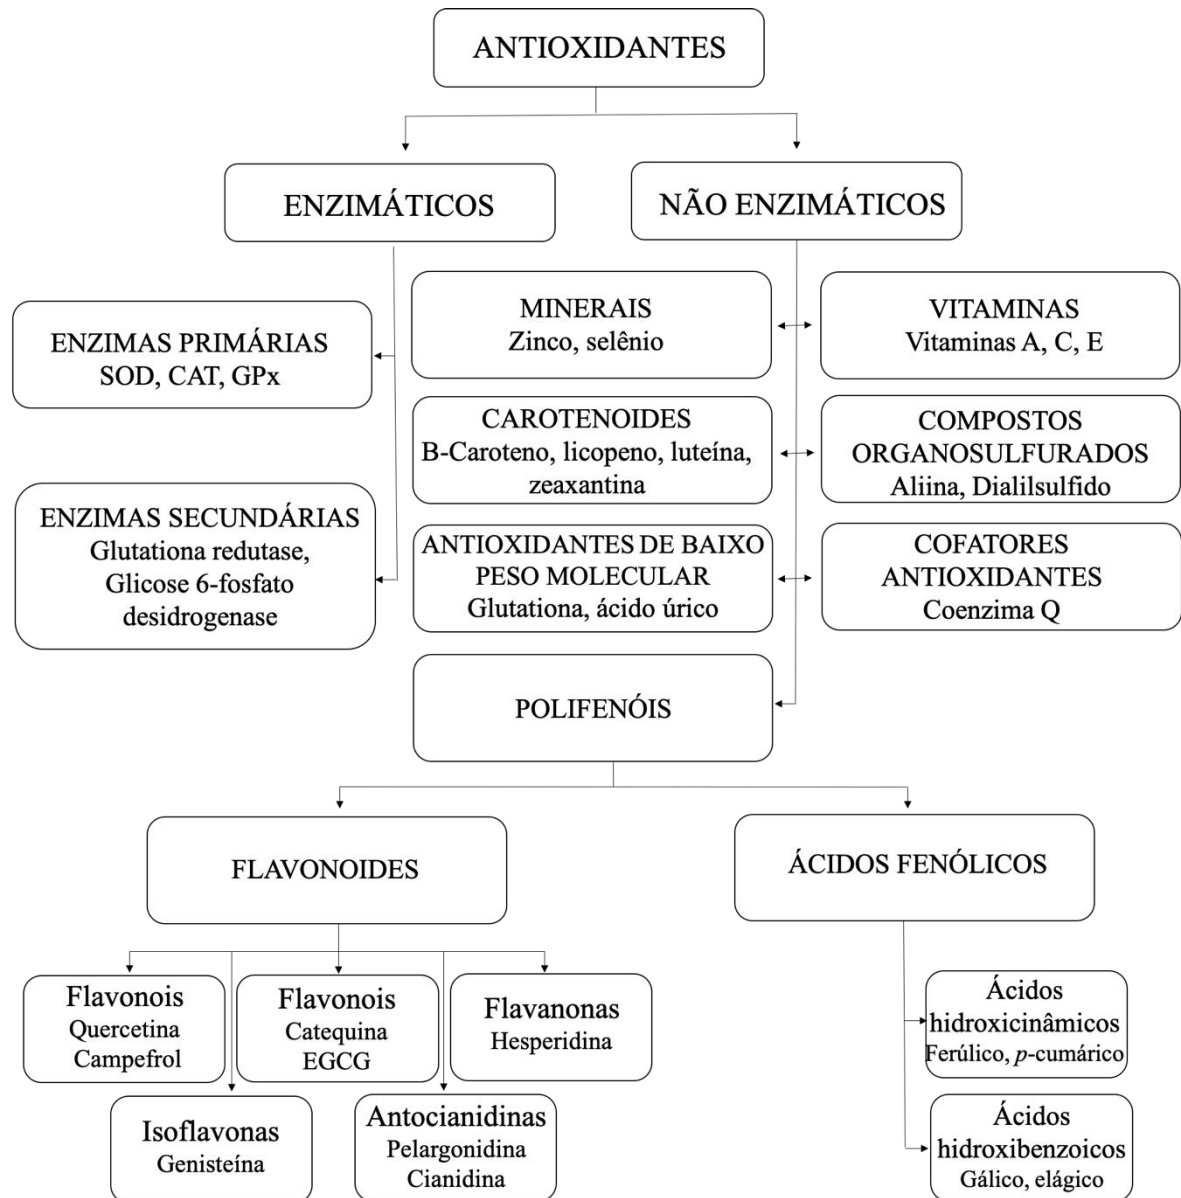 ANTIOXIDANTES
ENZIMÁTICOS
NÃO ENZIMÁTICOS
ENZIMAS PRIMÁRIAS
SOD, CAT, GPx
ENZIMAS SECUNDÁRIAS
Glutationa redutase,
Glicose 6-fosfato
desidrogenase
MINERAIS
Zinco, selênio
VITAMINAS
Vitaminas A, C, E
CAROTENOIDES
B-Caroteno, licopeno, luteína,
zeaxantina
COMPOSTOS
ORGANOSULFURADOS
Aliina, Dialilsulfido
ANTIOXIDANTES DE BAIXO
PESO MOLECULAR
Glutationa, ácido úrico
COFATORES
ANTIOXIDANTES
Coenzima Q
POLIFENÓIS
FLAVONOIDES
ÁCIDOS FENÓLICOS
Flavonois
Quercetina
Campefrol
Flavonois
Catequina
EGCG
Flavanonas
Hesperidina
Isoflavonas
Genisteína
Antocianidinas
Pelargonidina
Cianidina
Ácidos
hidroxicinâmicos
Ferúlico, p-cumárico
Ácidos
hidroxibenzoicos
Gálico, elágico